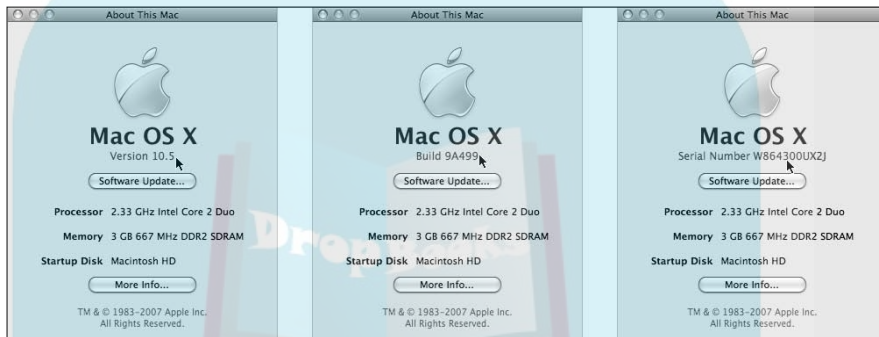 About This Mac
Mac OS X
Version 10.5
Software Update...
Processor 2.33 GHz Intel Core 2 Duo
Memory 3 GB 667 MHz DDR2 SDRAM
Startup Disk Macintosh HD
More Info...
TM & © 1983–2007 Apple Inc.
All Rights Reserved.
About This Mac
Mac OS X
Build 9A499
Software Update...
Processor 2.33 GHz Intel Core 2 Duo
Memory 3 GB 667 MHz DDR2 SDRAM
Startup Disk Macintosh HD
More Info...
TM & © 1983–2007 Apple Inc.
All Rights Reserved.
About This Mac
Mac OS X
Serial Number W864300UX2J
Software Update...
Processor 2.33 GHz Intel Core 2 Duo
Memory 3 GB 667 MHz DDR2 SDRAM
Startup Disk Macintosh HD
More Info...
TM & © 1983–2007 Apple Inc.
All Rights Reserved.
DropBooks